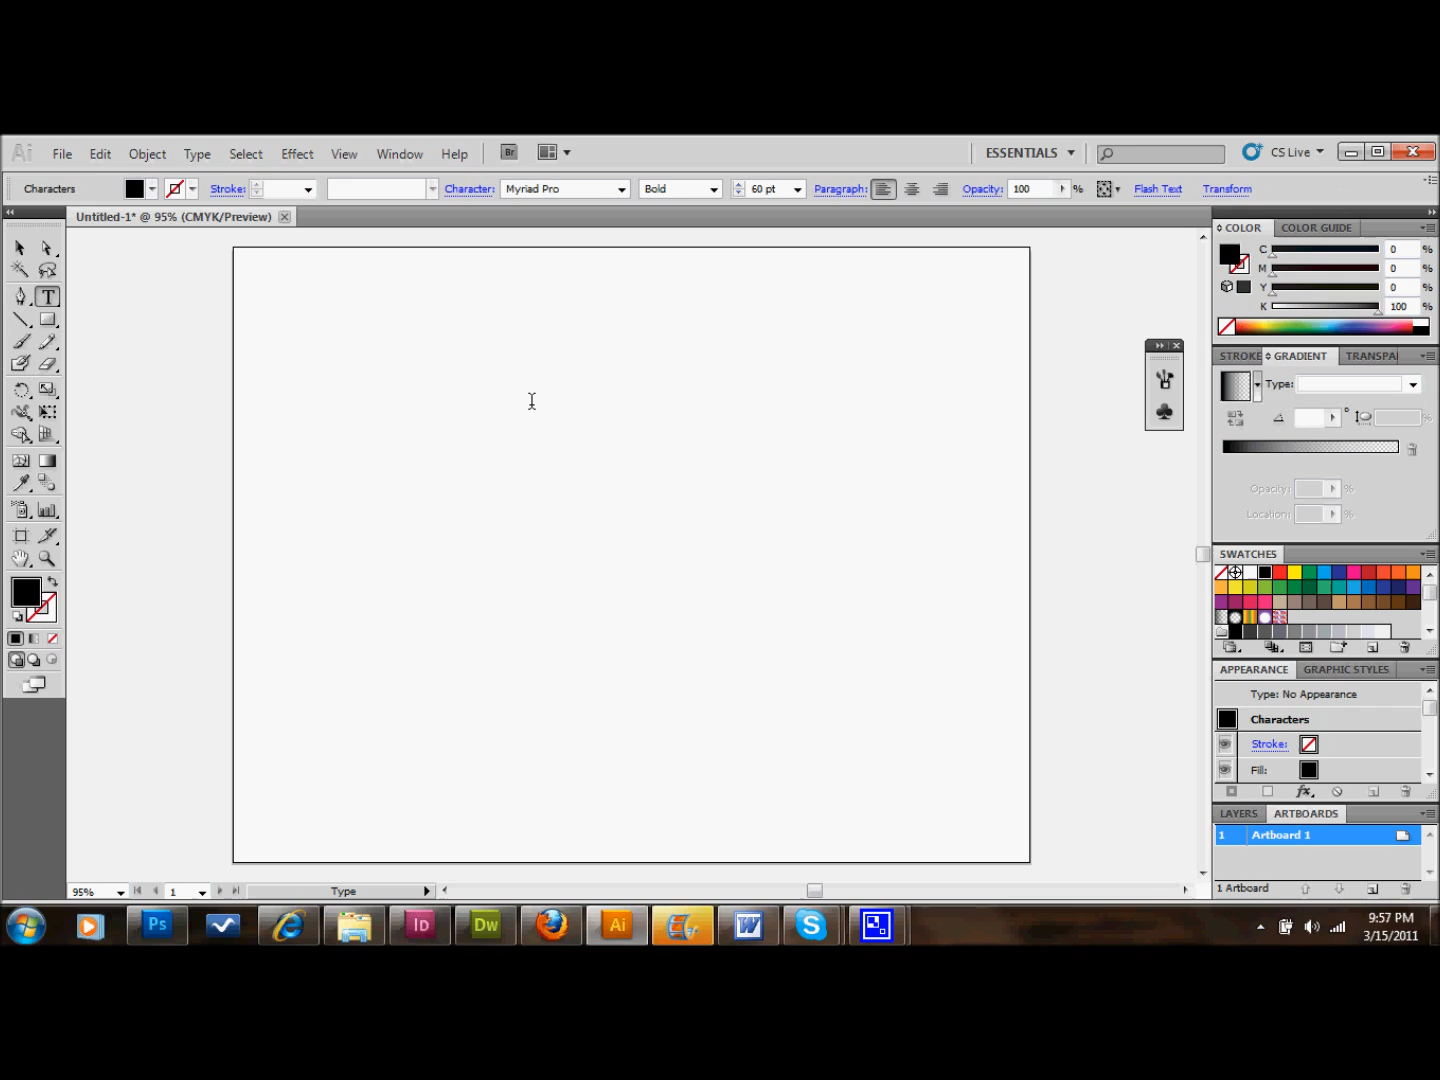 Ai File Edit Object Type Select Effect View Window Help Br ESSENTIALS CS Live
Characters Stroke: Character: Myriad Pro Bold 60 pt Paragraph: Opacity: 100 % Flash Text Transform
Untitled-1* @ 95% (CMYK/Preview)
COLOR COLOR GUIDE
C 0 %
M 0 %
Y 0 %
K 100 %
STROKE GRADIENT TRANSPA
Type:
Opacity: %
Location: %
SWATCHES
APPEARANCE GRAPHIC STYLES
Type: No Appearance
Characters
Stroke:
Fill:
fx
LAYERS ARTBOARDS
1 Artboard 1
1 Artboard
95% 1 Type
Ps Id Dw Ai W S
9:57 PM
3/15/2011